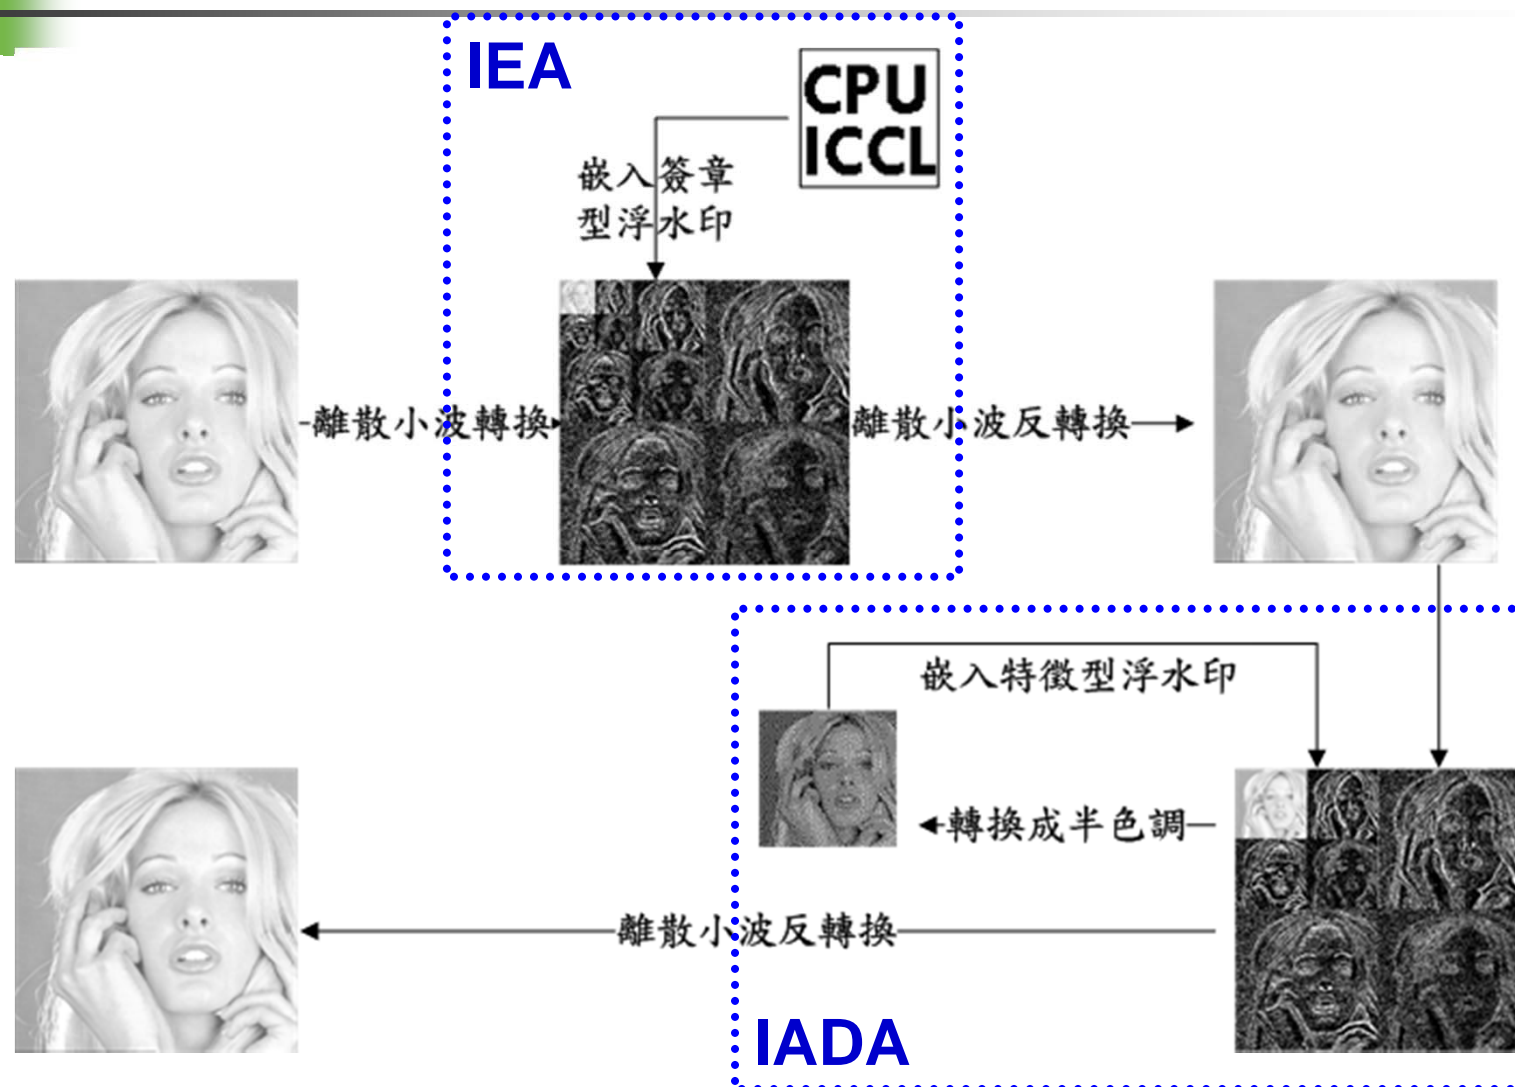 IEA
CPU
ICCL
嵌入簽章
型浮水印
離散小波轉換
離散小波反轉換
嵌入特徵型浮水印
轉換成半色調
離散小波反轉換
IADA